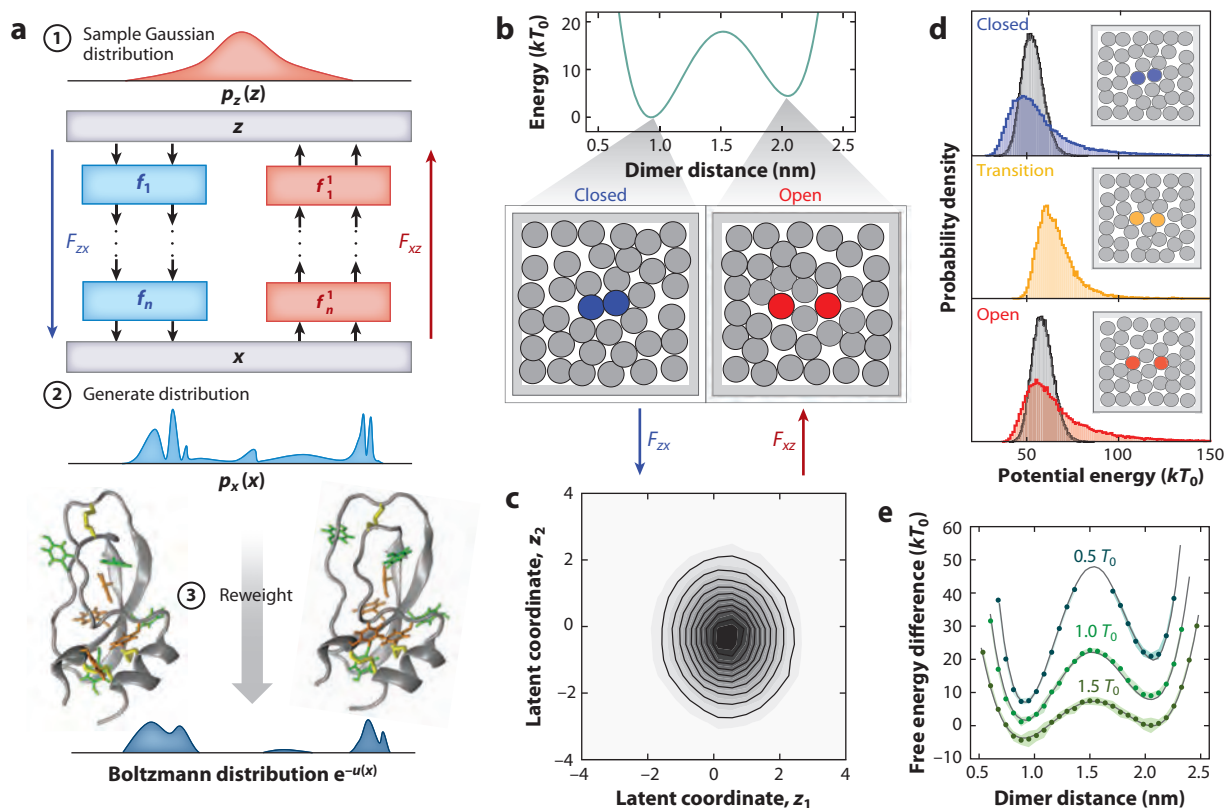 a
1 Sample Gaussian
distribution
p_z(z)
z
f_1
f_1^1
F_zx
F_xz
f_n
f_n^1
x
2 Generate distribution
p_x(x)
3 Reweight
Boltzmann distribution e^–u(x)
b
Energy (kT_0)
20
10
0
0.5 1.0 1.5 2.0 2.5
Dimer distance (nm)
Closed Open
F_zx
F_xz
c
Latent coordinate, z_2
4
2
0
–2
–4
–4 –2 0 2 4
Latent coordinate, z_1
d
Probability density
Closed
Transition
Open
50 100 150
Potential energy (kT_0)
e
Free energy difference (kT_0)
60
50
40
30
20
10
0
–10
0.5 T_0
1.0 T_0
1.5 T_0
0.5 1.0 1.5 2.0 2.5
Dimer distance (nm)